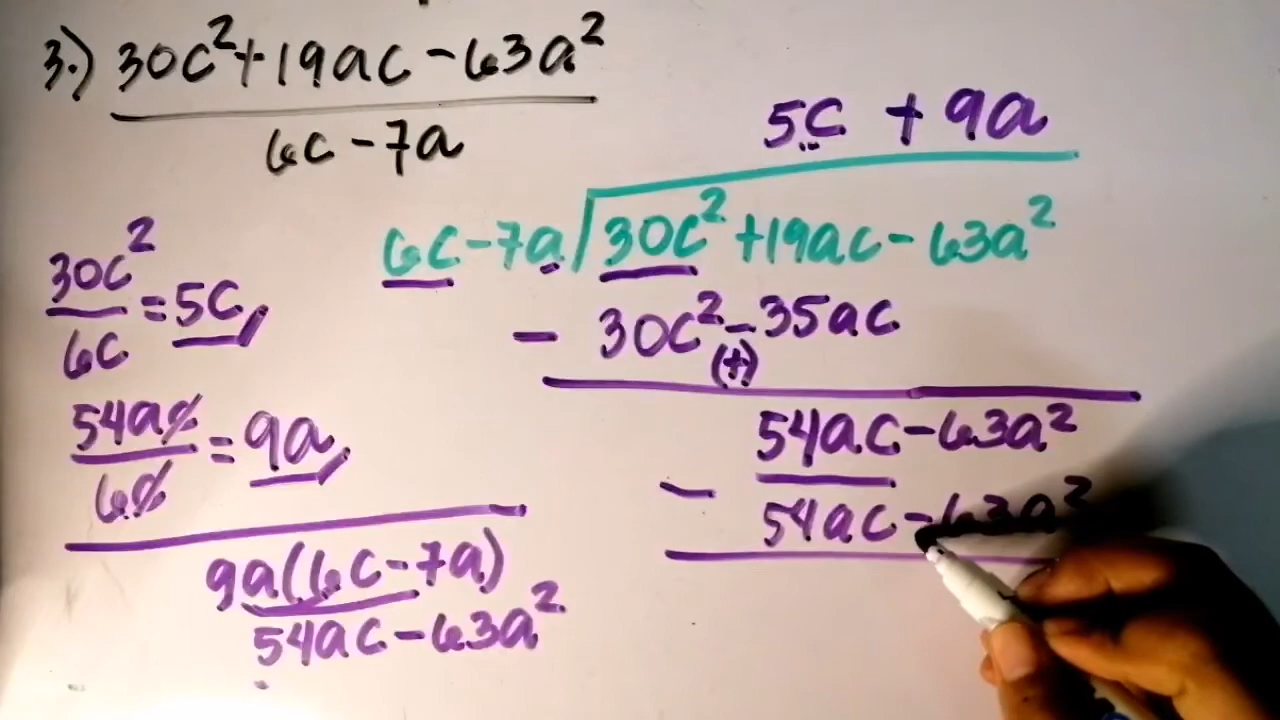 3.) 30c²+19ac-63a²
6c-7a
5c + 9a
6c-7a 30c²+19ac-63a²
- 30c²-35ac
(+)
54ac-63a²
- 54ac-63a²
30c²
6c
=5c
54ac
6c
=9a
9a(6c-7a)
54ac-63a²